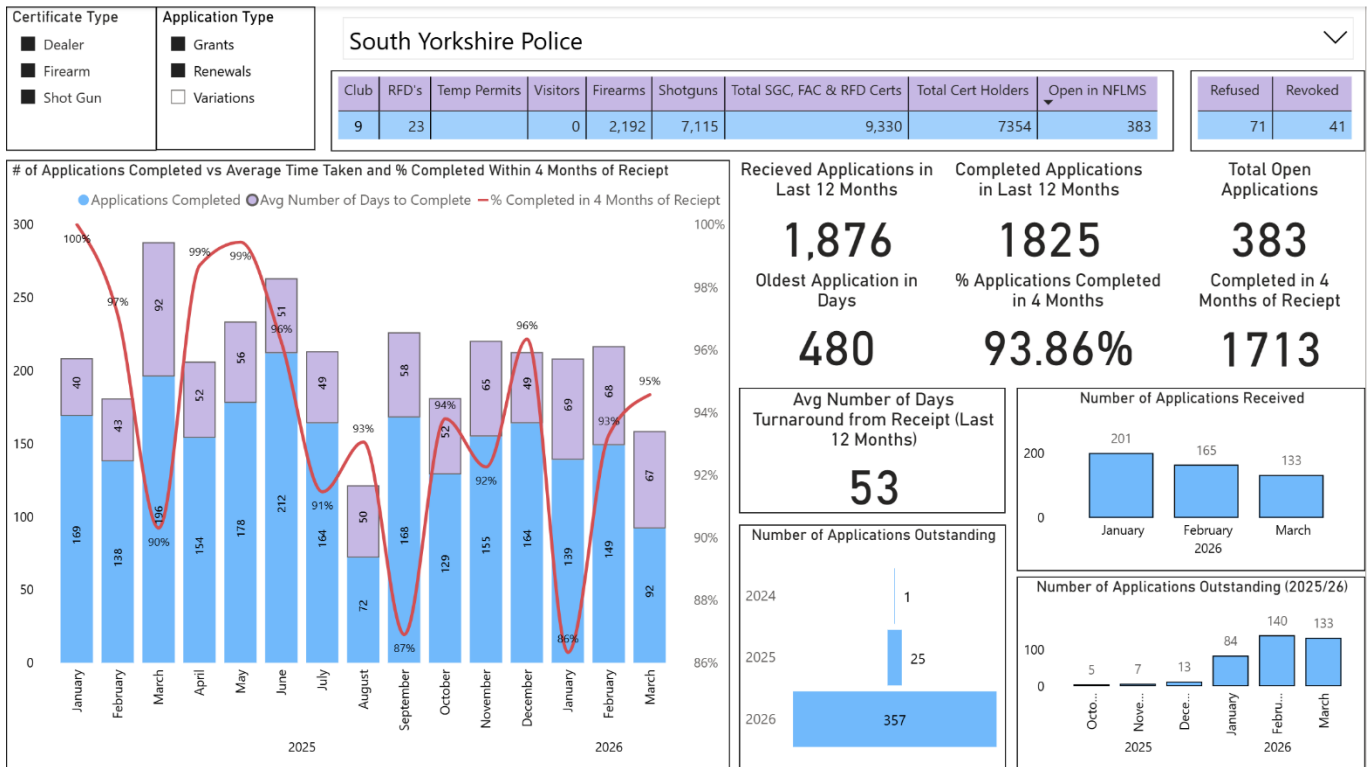 Certificate Type
Dealer
Firearm
Shot Gun
Application Type
Grants
Renewals
Variations
South Yorkshire Police
Club RFD's Temp Permits Visitors Firearms Shotguns Total SGC, FAC & RFD Certs Total Cert Holders Open in NFLMS
9 23 0 2,192 7,115 9,330 7354 383
Refused Revoked
71 41
# of Applications Completed vs Average Time Taken and % Completed Within 4 Months of Reciept
Applications Completed Avg Number of Days to Complete % Completed in 4 Months of Reciept
300
250
200
150
100
50
0
100%
98%
96%
94%
92%
90%
88%
86%
100% 97% 90% 99% 99% 96% 91% 93% 87% 94% 92% 96% 86% 93% 95%
40 43 92 52 56 51 49 50 58 52 65 49 69 68 67
169 138 196 154 178 212 164 72 168 129 155 164 139 149 92
January February March April May June July August September October November December January February March
2025 2026
Recieved Applications in
Last 12 Months
1,876
Completed Applications
in Last 12 Months
1825
Total Open
Applications
383
Oldest Application in
Days
480
% Applications Completed
in 4 Months
93.86%
Completed in 4
Months of Reciept
1713
Avg Number of Days
Turnaround from Receipt (Last
12 Months)
53
Number of Applications Received
200
0
201 165 133
January February March
2026
Number of Applications Outstanding
2024 1
2025 25
2026 357
Number of Applications Outstanding (2025/26)
100
0
5 7 13 84 140 133
Octo... Nove... Dece... January Febru... March
2025 2026